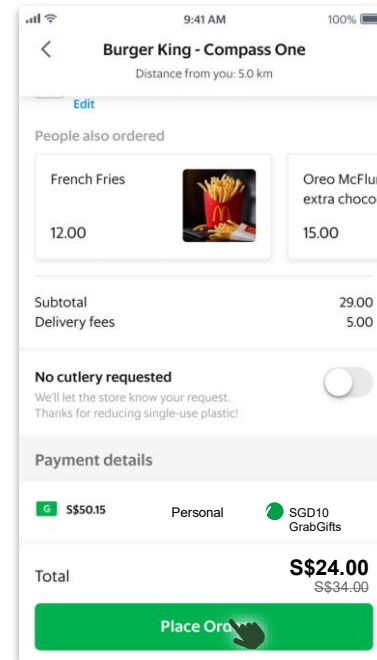 9:41 AM 100%
Burger King - Compass One
Distance from you: 5.0 km
Edit
People also ordered
French Fries
12.00
Oreo
extra
15.00
Subtotal 29.00
Delivery fees 5.00
No cutlery requested
We'll let the store know your request.
Thanks for reducing single-use plastic!
Payment details
G S$50.15 Personal SGD10
GrabGifts
Total S$24.00
S$34.00
Place